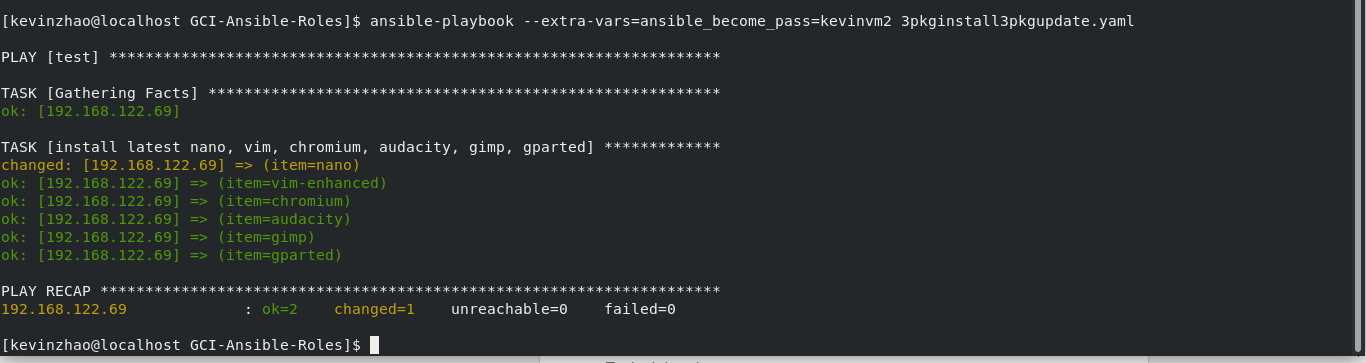 [kevinzhao@localhost GCI-Ansible-Roles]$ ansible-playbook --extra-vars=ansible_become_pass=kevinvm2 3pkginstall3pkgupdate.yaml
PLAY [test] ********************************************************************
TASK [Gathering Facts] *********************************************************
ok: [192.168.122.69]
TASK [install latest nano, vim, chromium, audacity, gimp, gparted] *************
changed: [192.168.122.69] => (item=nano)
ok: [192.168.122.69] => (item=vim-enhanced)
ok: [192.168.122.69] => (item=chromium)
ok: [192.168.122.69] => (item=audacity)
ok: [192.168.122.69] => (item=gimp)
ok: [192.168.122.69] => (item=gparted)
PLAY RECAP *********************************************************************
192.168.122.69             : ok=2    changed=1    unreachable=0    failed=0
[kevinzhao@localhost GCI-Ansible-Roles]$